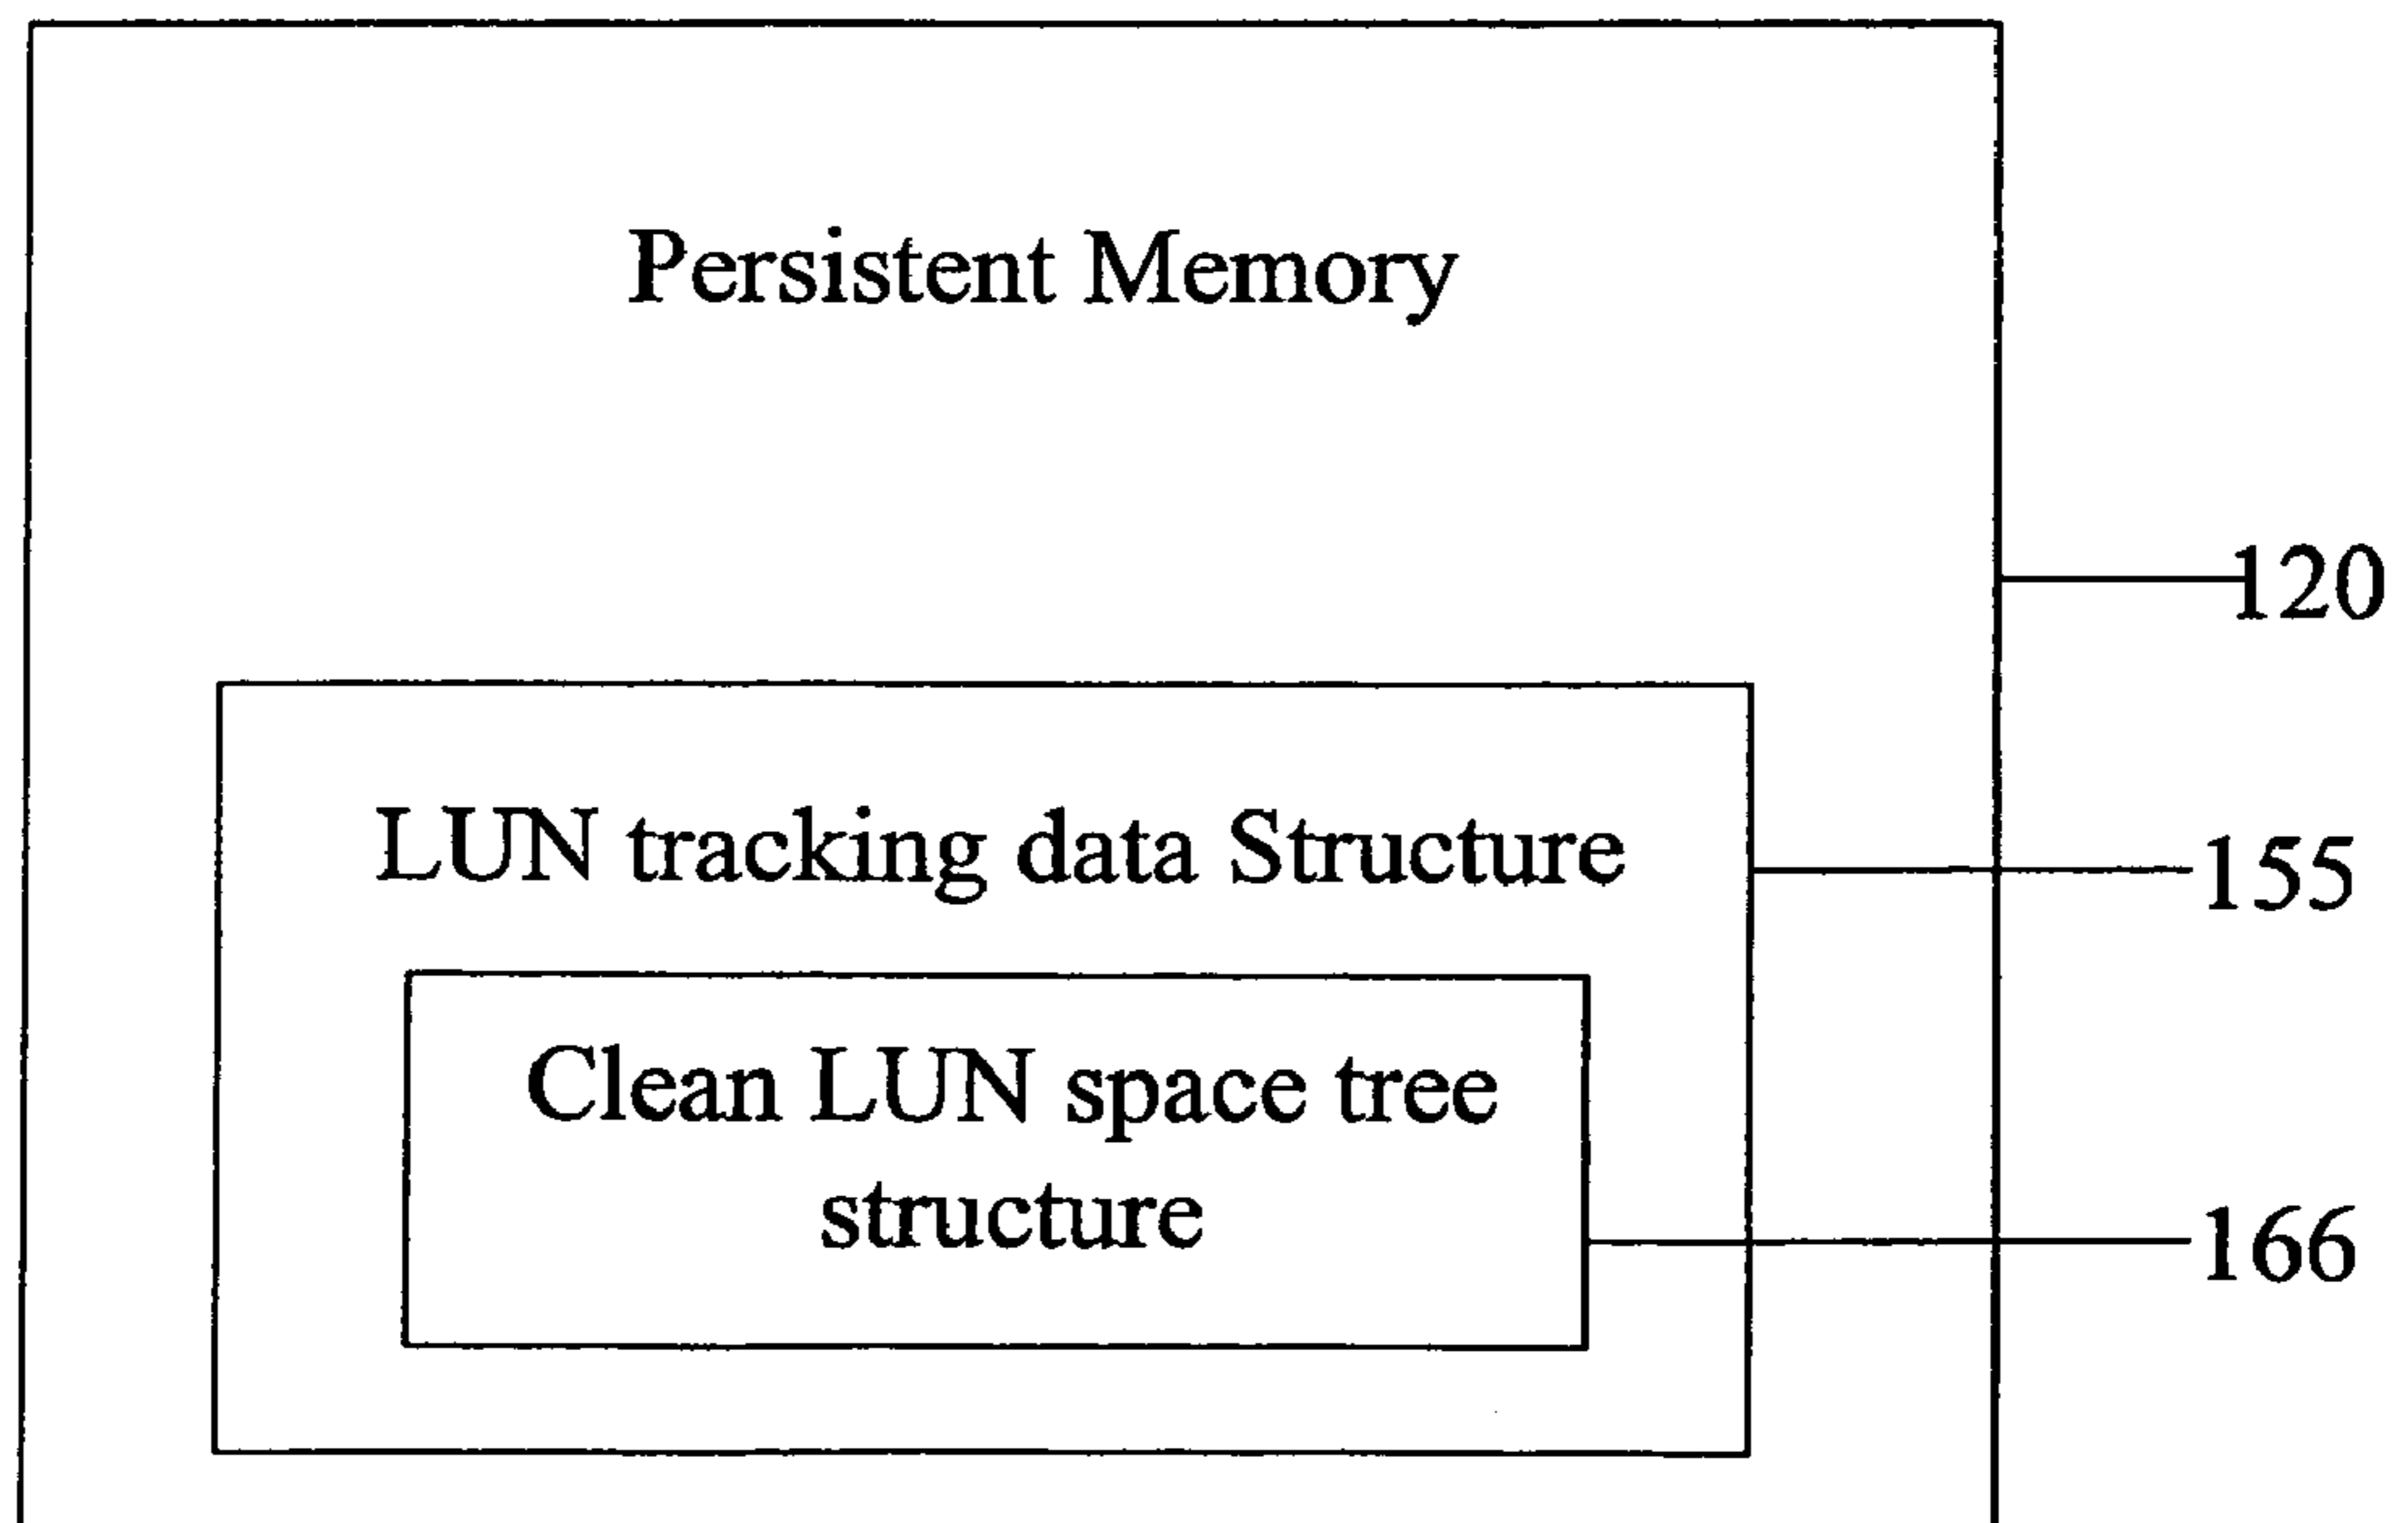 Persistent Memory
120
LUN tracking data Structure
155
Clean LUN space tree
structure
166